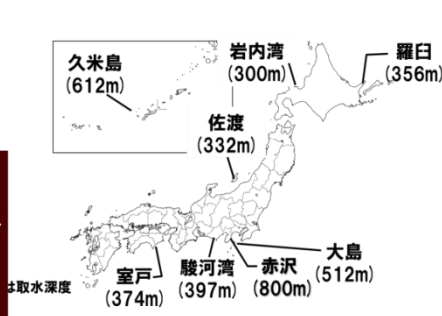 久米島
(612m)
岩内湾
(300m)
羅臼
(356m)
佐渡
(332m)
大島
(512m)
赤沢
(800m)
駿河湾
(397m)
室戸
(374m)
は取水深度